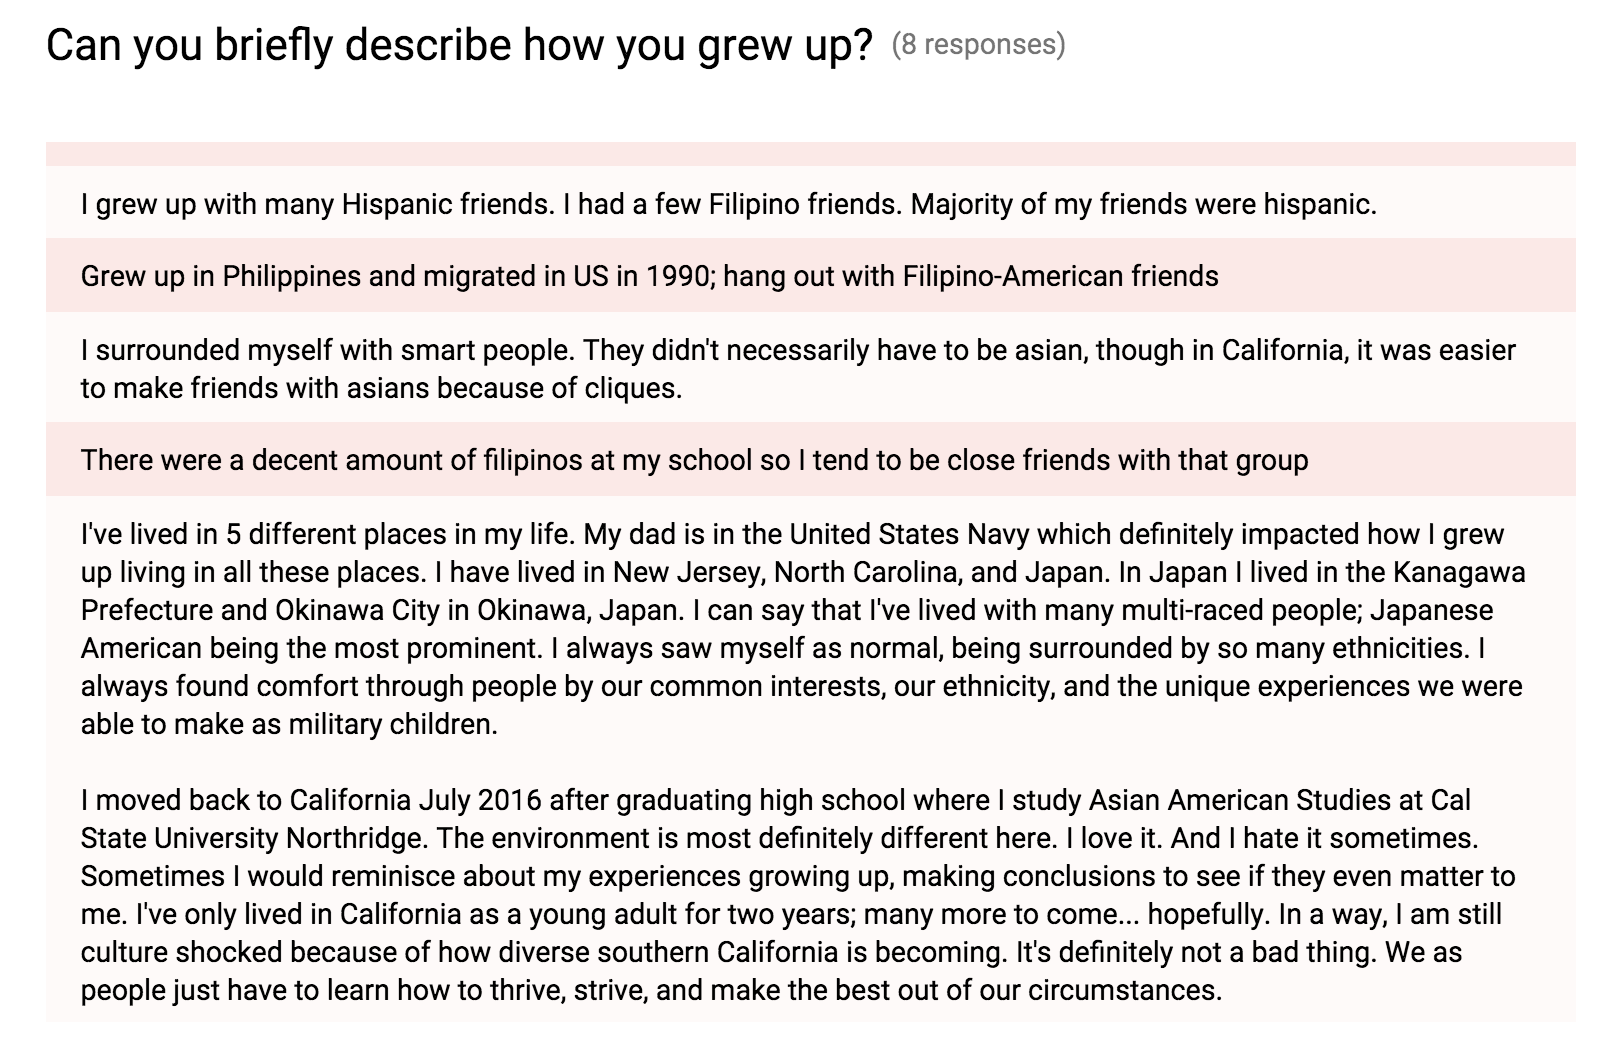 Can you briefly describe how you grew up? (8 responses)
I grew up with many Hispanic friends. I had a few Filipino friends. Majority of my friends were hispanic.
Grew up in Philippines and migrated in US in 1990; hang out with Filipino-American friends
I surrounded myself with smart people. They didn't necessarily have to be asian, though in California, it was easier
to make friends with asians because of cliques.
There were a decent amount of filipinos at my school so I tend to be close friends with that group
I've lived in 5 different places in my life. My dad is in the United States Navy which definitely impacted how I grew
up living in all these places. I have lived in New Jersey, North Carolina, and Japan. In Japan I lived in the Kanagawa
Prefecture and Okinawa City in Okinawa, Japan. I can say that I've lived with many multi-raced people; Japanese
American being the most prominent. I always saw myself as normal, being surrounded by so many ethnicities. I
always found comfort through people by our common interests, our ethnicity, and the unique experiences we were
able to make as military children.
I moved back to California July 2016 after graduating high school where I study Asian American Studies at Cal
State University Northridge. The environment is most definitely different here. I love it. And I hate it sometimes.
Sometimes I would reminisce about my experiences growing up, making conclusions to see if they even matter to
me. I've only lived in California as a young adult for two years; many more to come... hopefully. In a way, I am still
culture shocked because of how diverse southern California is becoming. It's definitely not a bad thing. We as
people just have to learn how to thrive, strive, and make the best out of our circumstances.